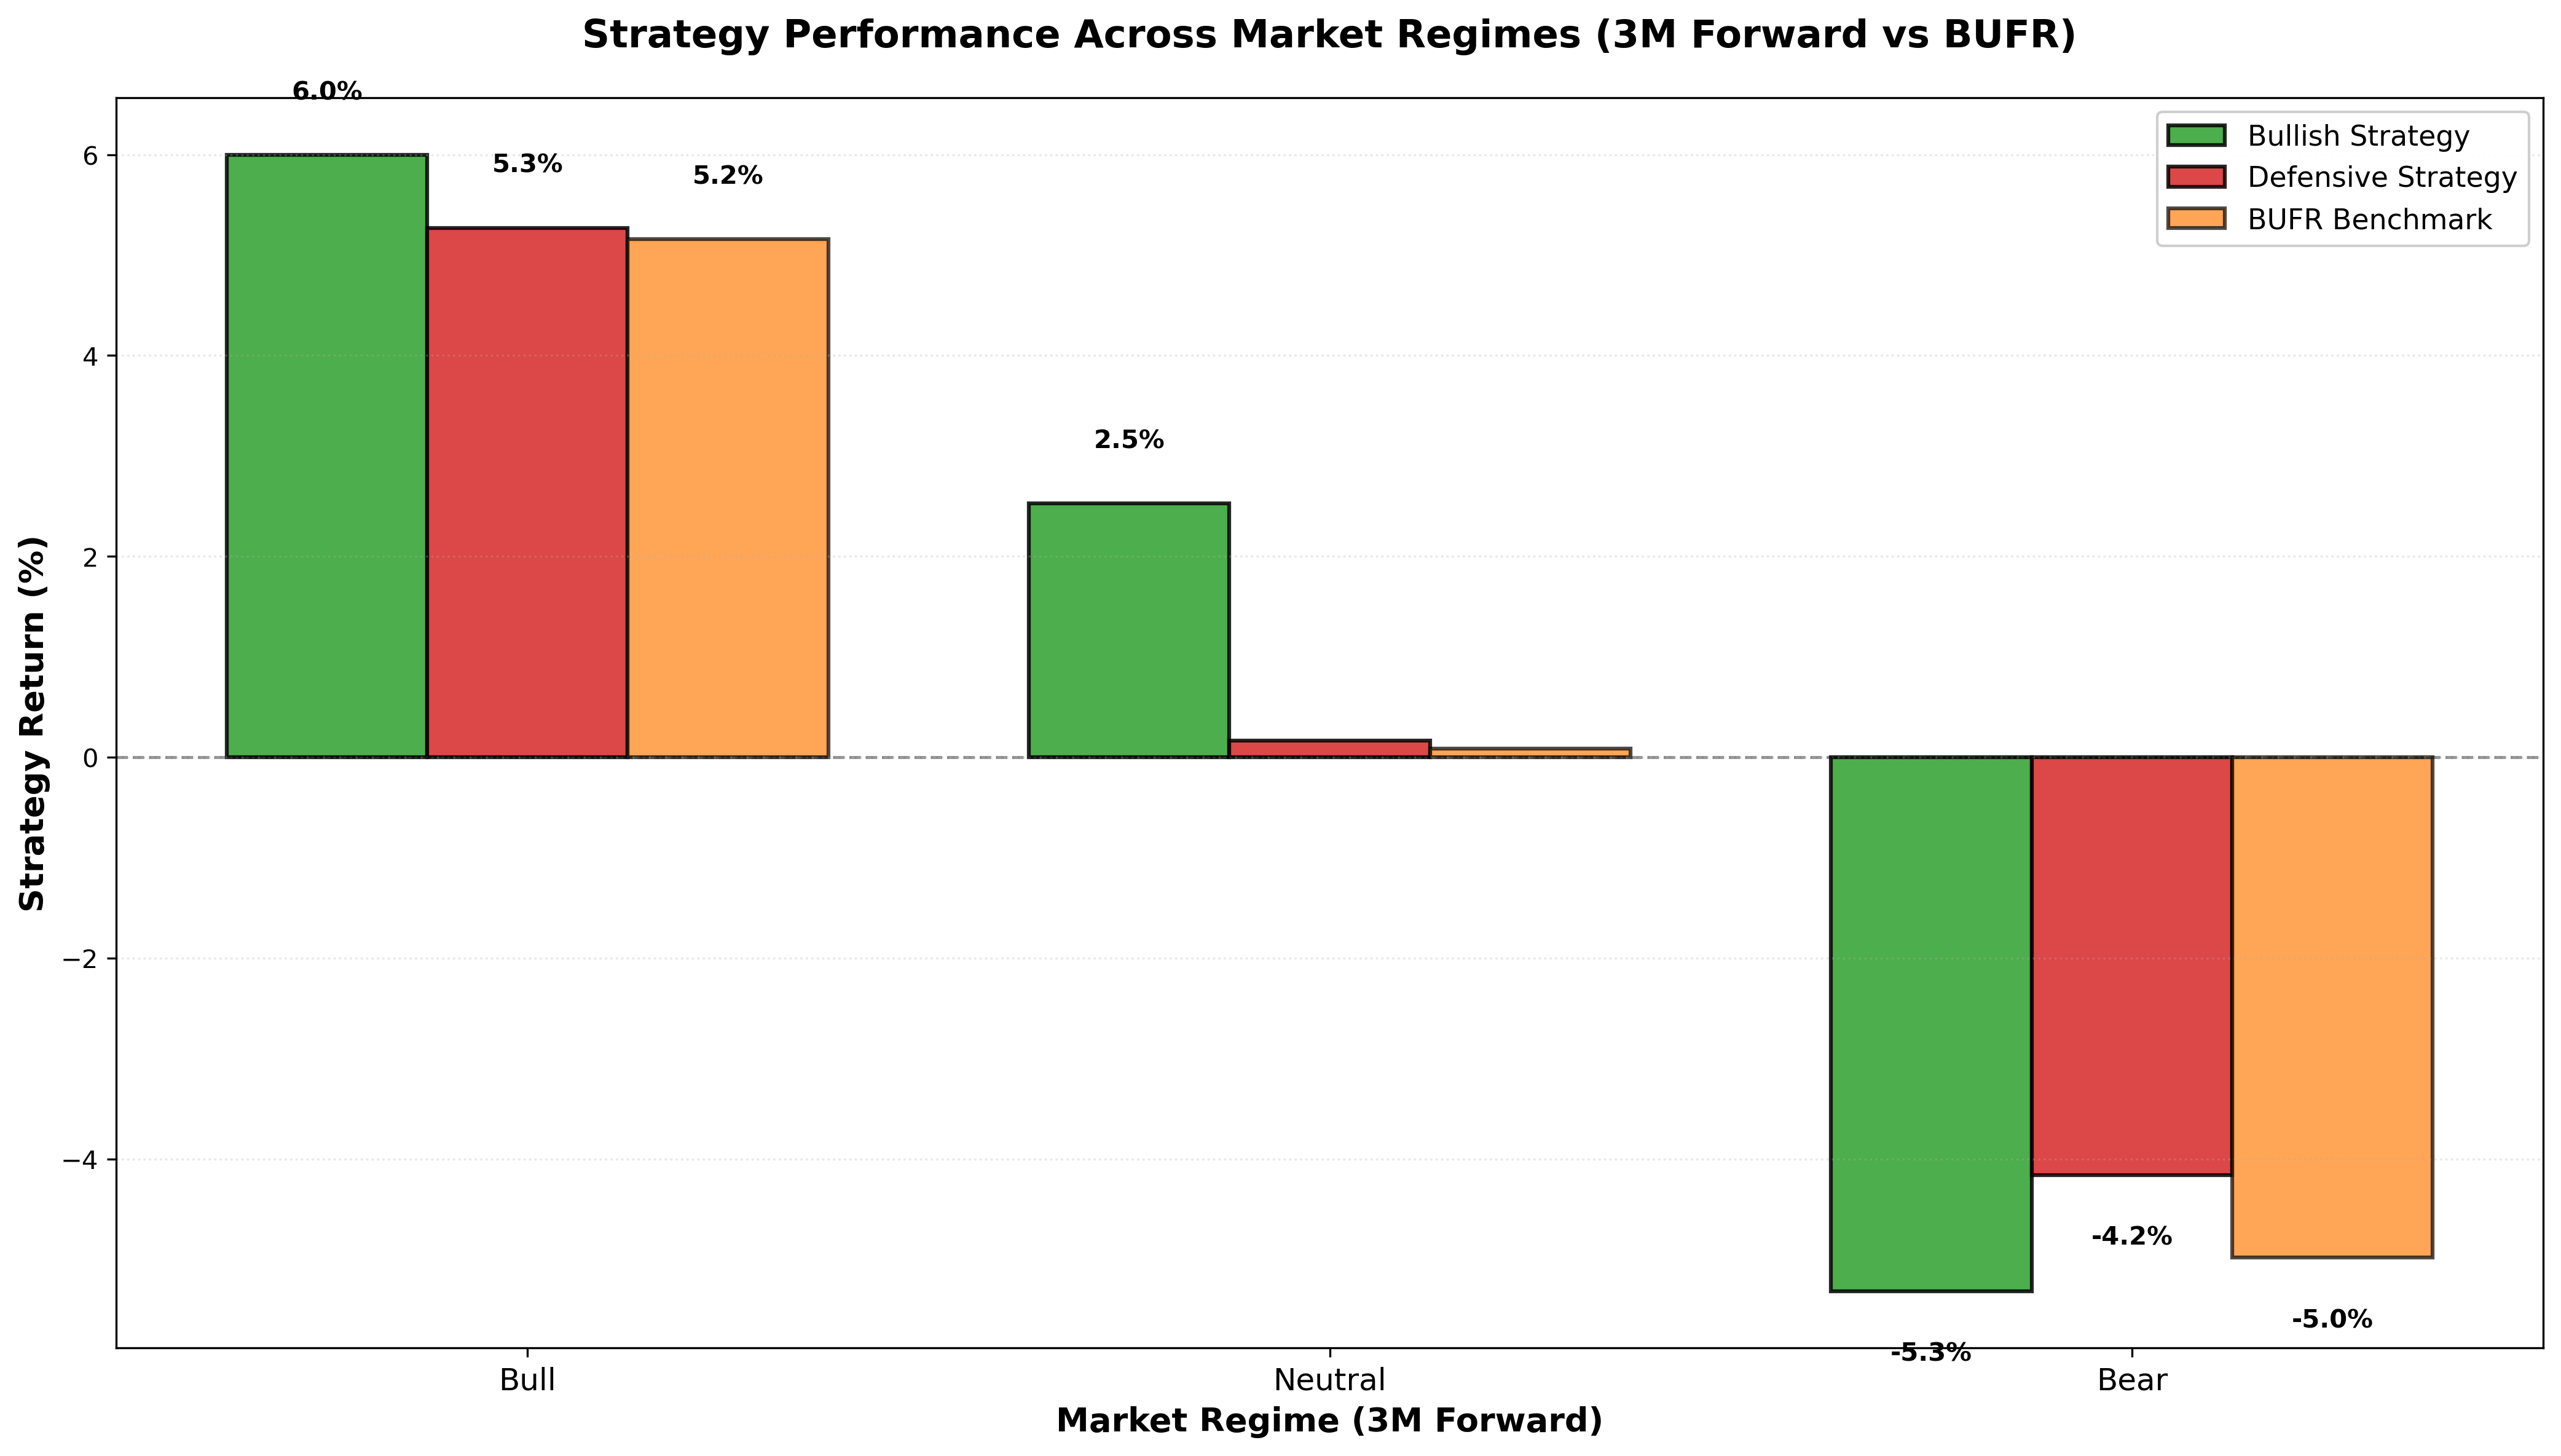 Strategy Performance Across Market Regimes (3M Forward vs BUFR)
6.0%
5.3%
5.2%
2.5%
-4.2%
-5.0%
-5.3%
Bullish Strategy
Defensive Strategy
BUFR Benchmark
Strategy Return (%)
6
4
2
0
−2
−4
Bull
Neutral
Bear
Market Regime (3M Forward)